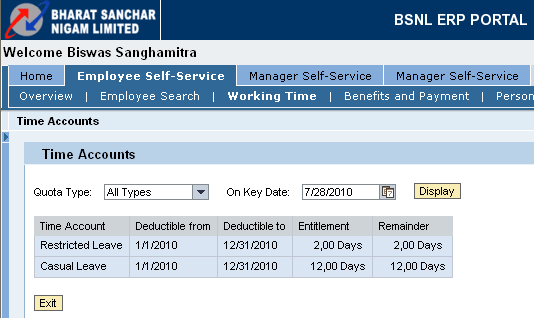 BHARAT SANCHAR
NIGAM LIMITED
BSNL ERP PORTAL
Welcome Biswas Sanghamitra
Home Employee Self-Service Manager Self-Service Manager Self-Service
Overview | Employee Search | Working Time | Benefits and Payment | Person
Time Accounts
Time Accounts
Quota Type: All Types On Key Date: 7/28/2010 Display
Time Account Deductible from Deductible to Entitlement Remainder
Restricted Leave 1/1/2010 12/31/2010 2,00 Days 2,00 Days
Casual Leave 1/1/2010 12/31/2010 12,00 Days 12,00 Days
Exit